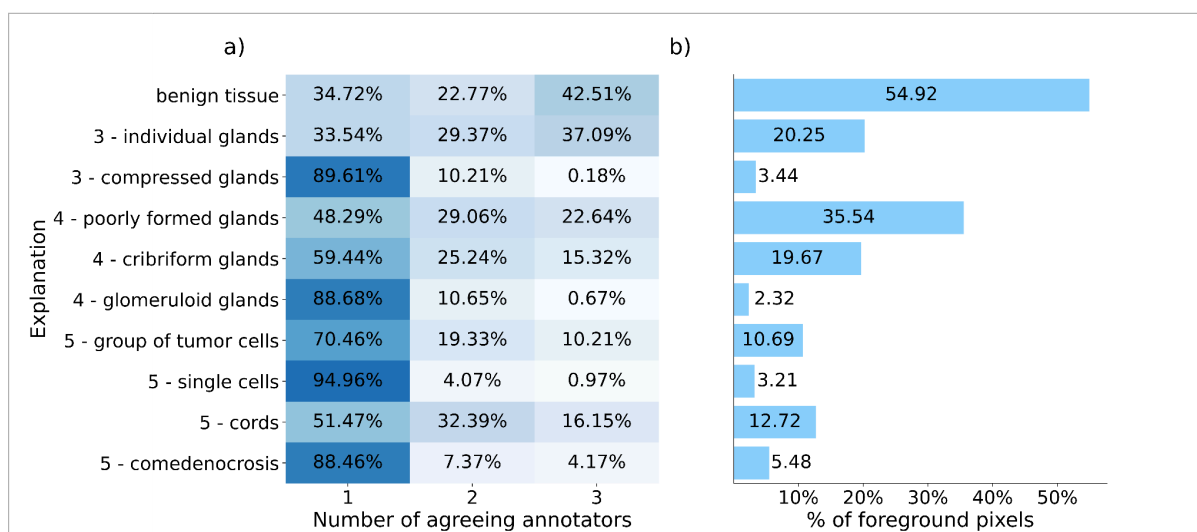 a) b)
benign tissue 34.72% 22.77% 42.51% 54.92
3 - individual glands 33.54% 29.37% 37.09% 20.25
3 - compressed glands 89.61% 10.21% 0.18% 3.44
4 - poorly formed glands 48.29% 29.06% 22.64% 35.54
4 - cribriform glands 59.44% 25.24% 15.32% 19.67
4 - glomeruloid glands 88.68% 10.65% 0.67% 2.32
5 - group of tumor cells 70.46% 19.33% 10.21% 10.69
5 - single cells 94.96% 4.07% 0.97% 3.21
5 - cords 51.47% 32.39% 16.15% 12.72
5 - comedenocrosis 88.46% 7.37% 4.17% 5.48
Explanation
1 2 3 10% 20% 30% 40% 50%
Number of agreeing annotators % of foreground pixels